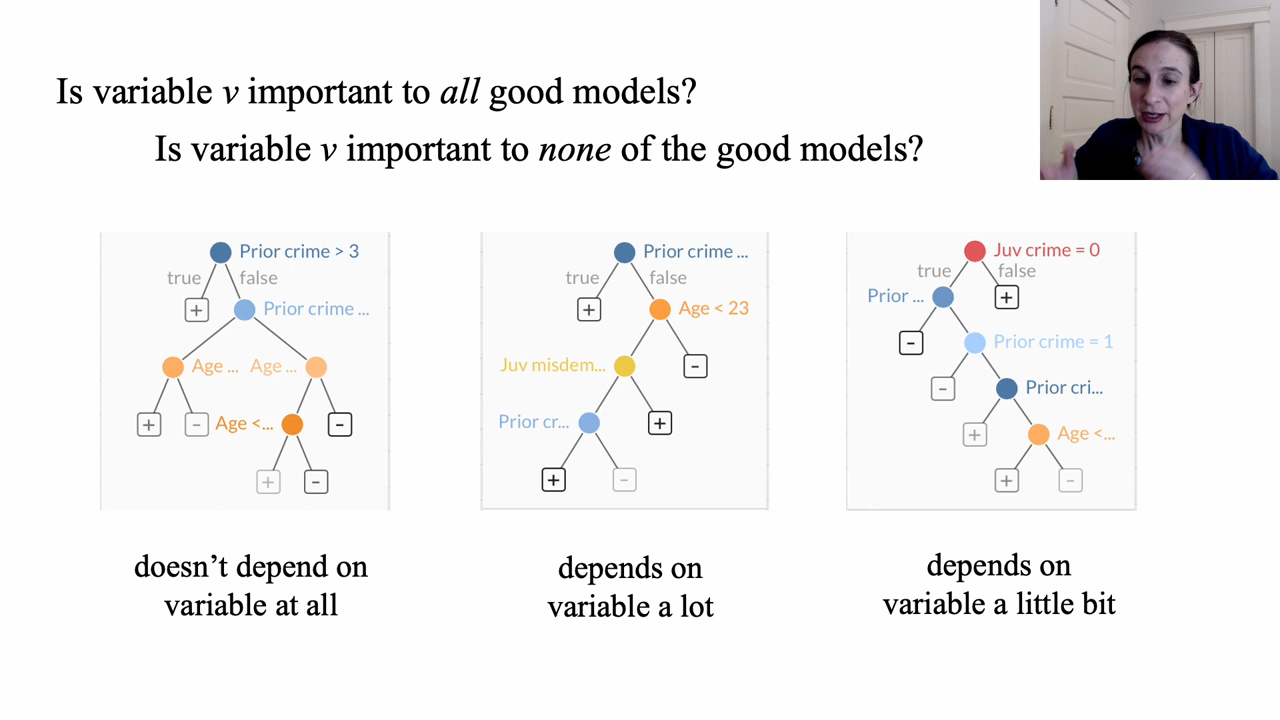 Is variable v important to all good models?
Is variable v important to none of the good models?
Prior crime > 3
true false
+
Prior crime ...
Age ... Age ...
+ - Age <... -
+ -
Prior crime ...
true false
+
Age < 23
Juv misdem...
-
Prior cr...
+
+ -
Juv crime = 0
true false
Prior ...
+
-
Prior crime = 1
-
Prior cri...
+
Age <...
+ -
doesn’t depend on
variable at all
depends on
variable a lot
depends on
variable a little bit